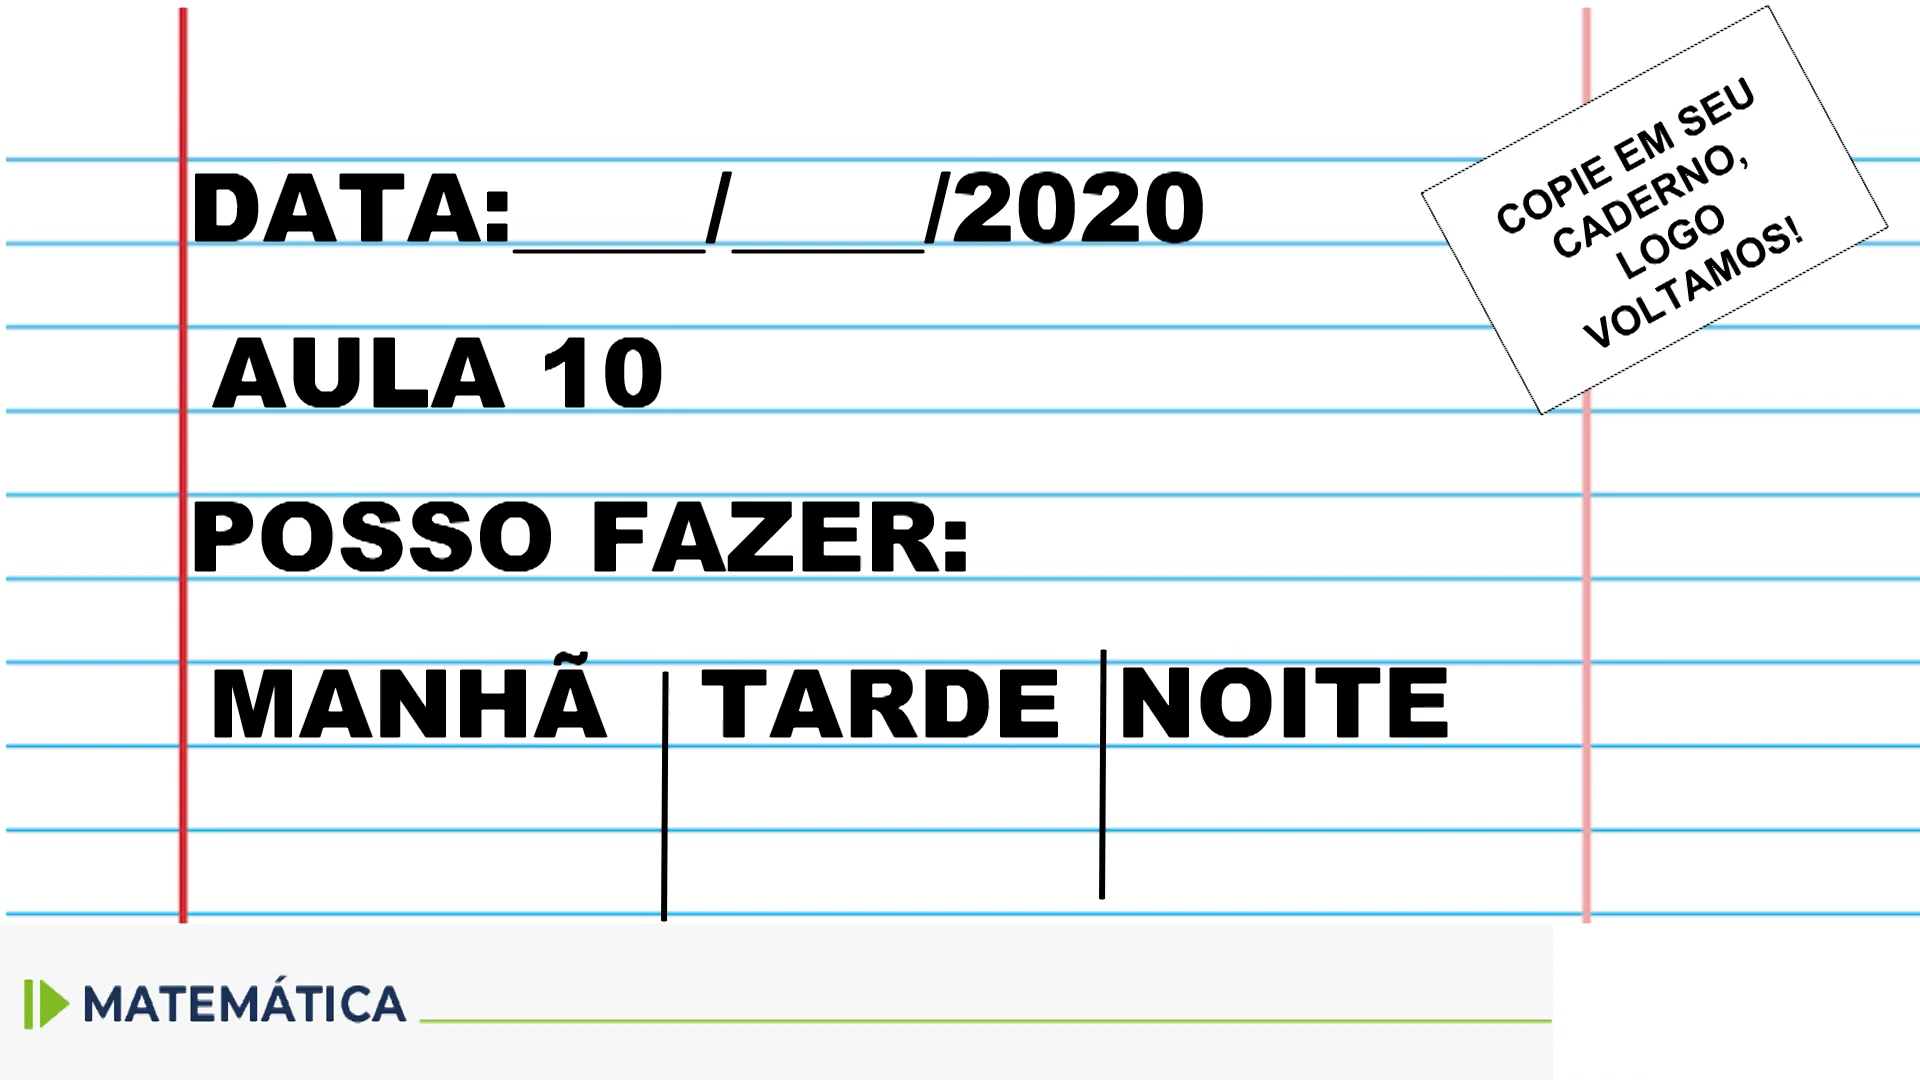 COPIE EM SEU
CADERNO,
LOGO
VOLTAMOS!
DATA:____/____/2020
AULA 10
POSSO FAZER:
MANHÃ TARDE NOITE
MATEMÁTICA